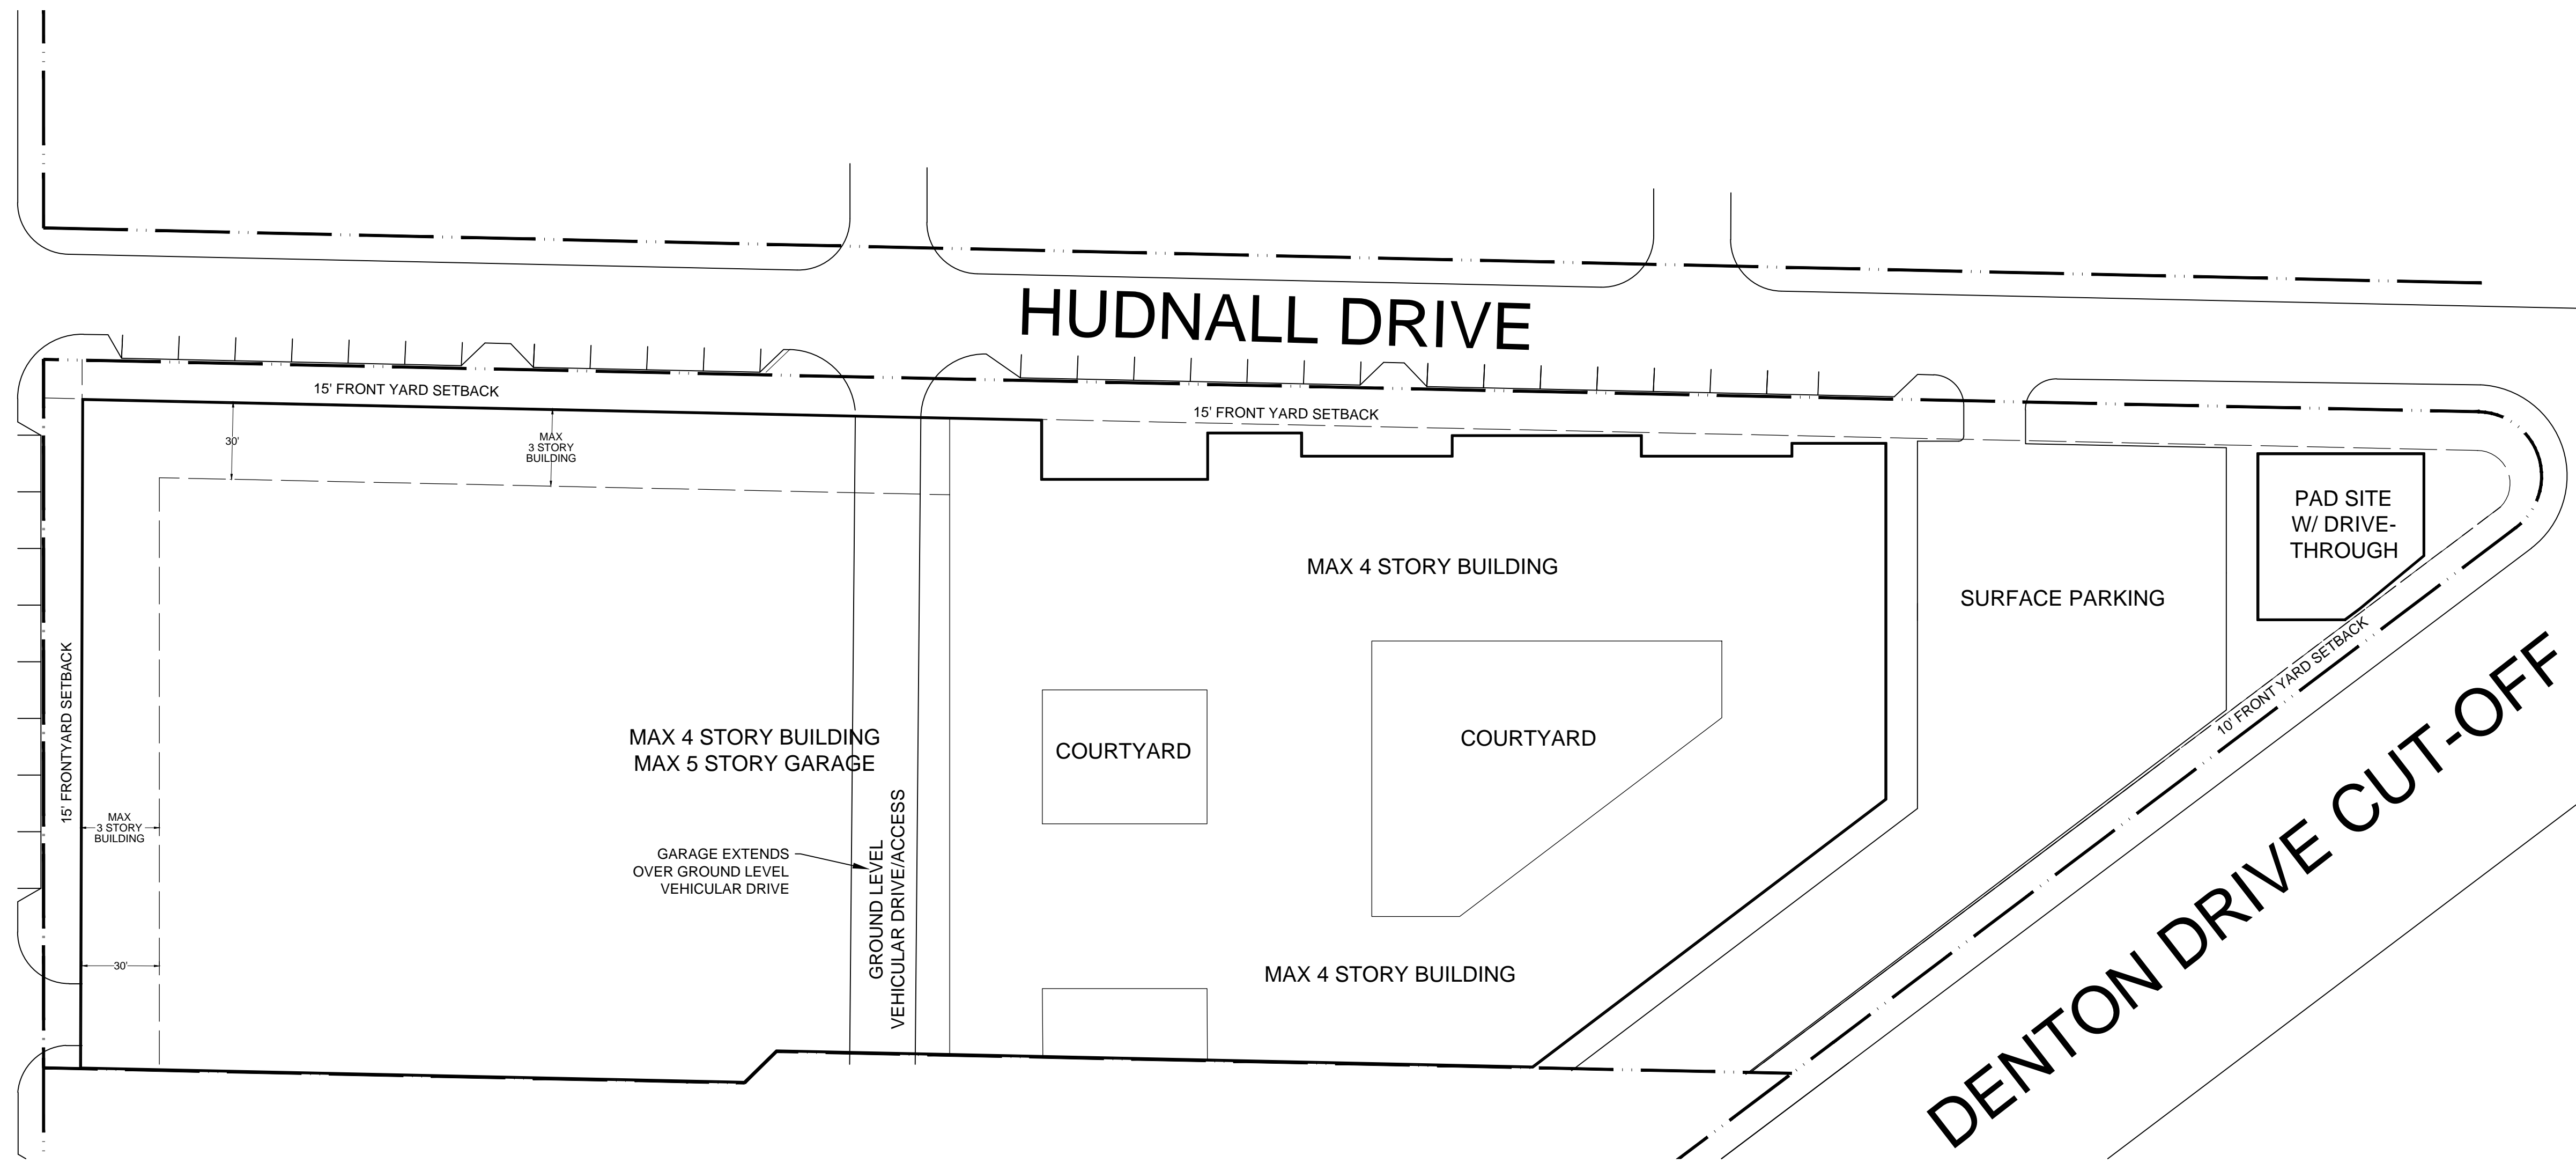 HUDNALL DRIVE
15' FRONT YARD SETBACK
15' FRONT YARD SETBACK
30'
MAX
3 STORY
BUILDING
PAD SITE
W/ DRIVE-
THROUGH
MAX 4 STORY BUILDING
SURFACE PARKING
15' FRONTYARD SETBACK
10' FRONT YARD SETBACK
MAX 4 STORY BUILDING
MAX 5 STORY GARAGE
COURTYARD
COURTYARD
MAX
3 STORY
BUILDING
GARAGE EXTENDS
OVER GROUND LEVEL
VEHICULAR DRIVE
GROUND LEVEL
VEHICULAR DRIVE/ACCESS
30'
MAX 4 STORY BUILDING
DENTON DRIVE CUT-OFF